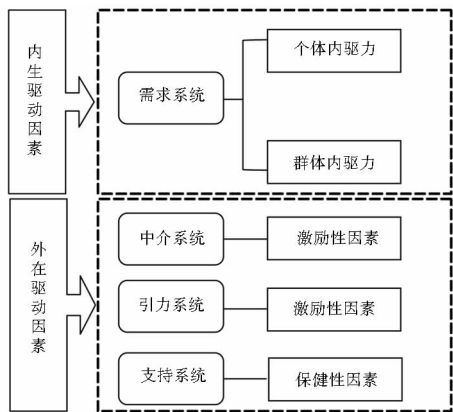 内生驱动因素
需求系统
个体内驱力
群体内驱力
外在驱动因素
中介系统
激励性因素
引力系统
激励性因素
支持系统
保健性因素